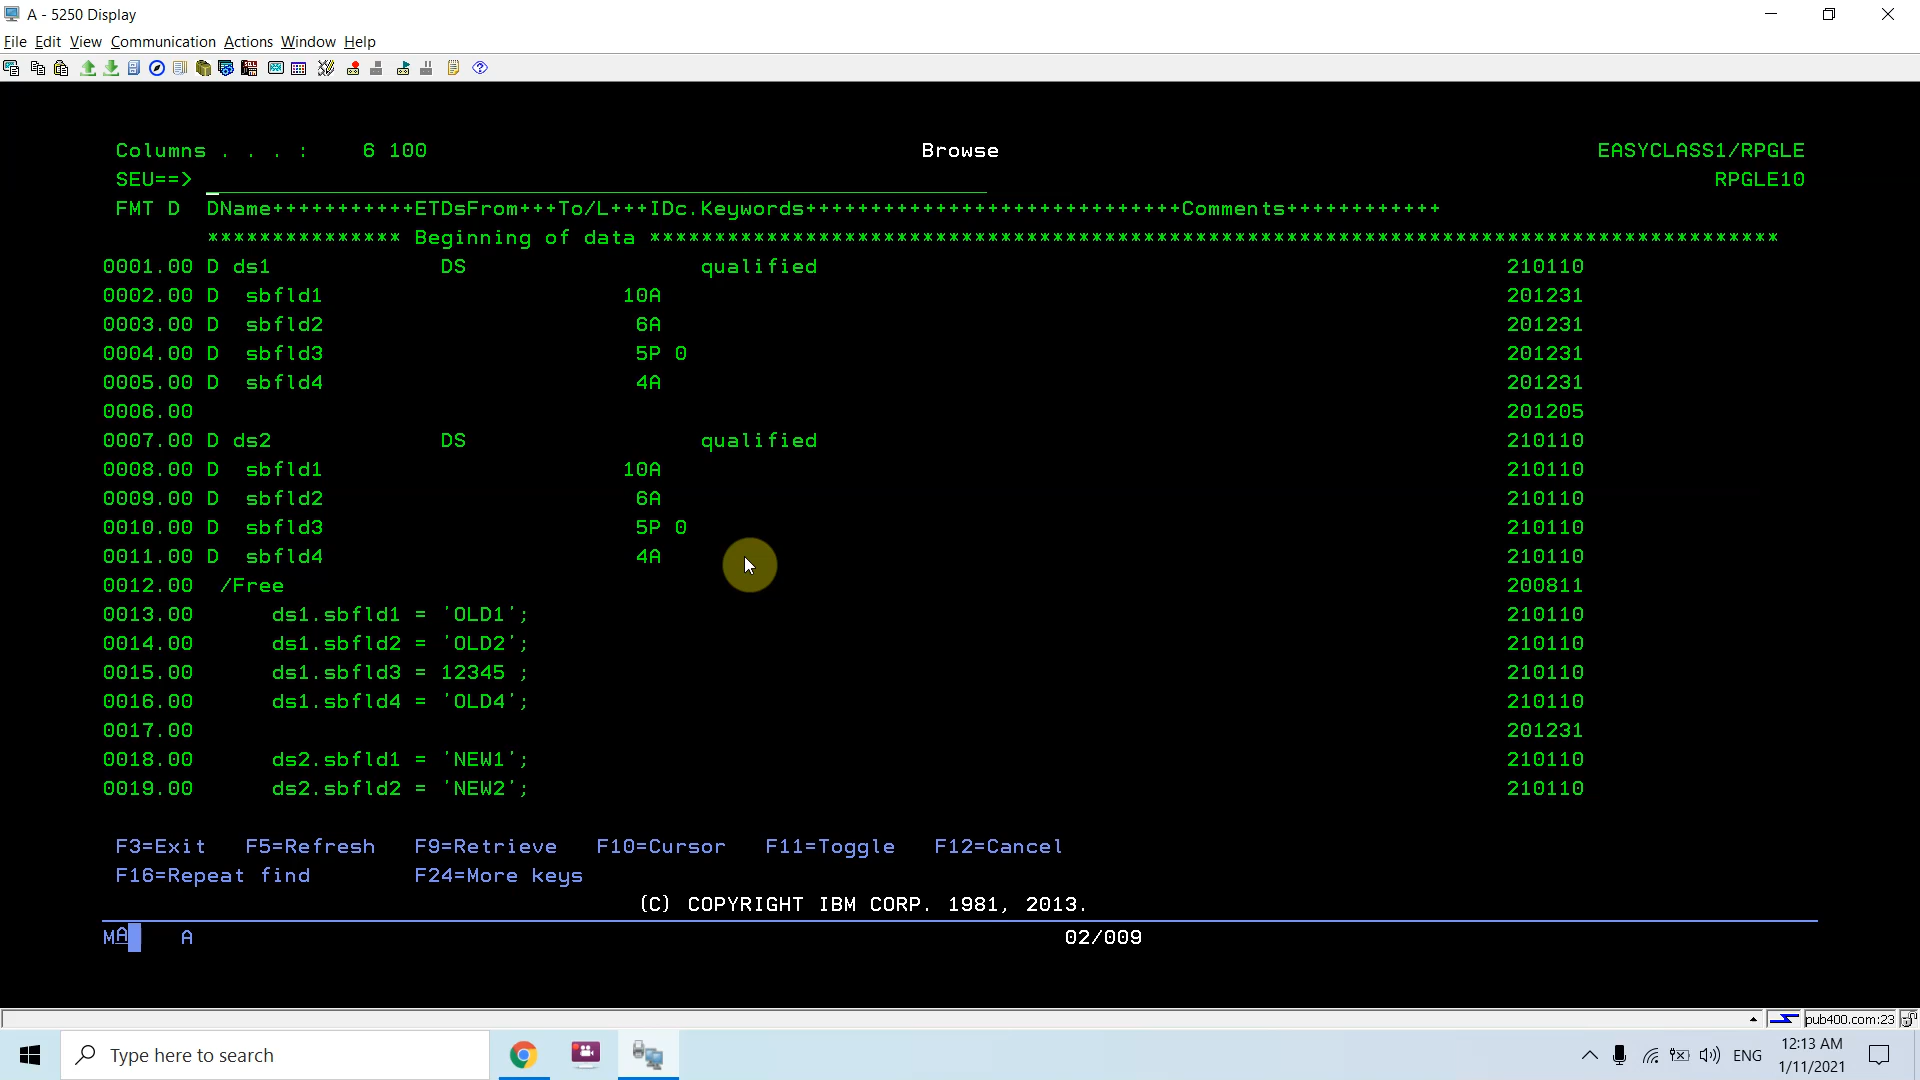 A - 5250 Display
File Edit View Communication Actions Window Help
Columns . . . : 6 100 Browse EASYCLASS1/RPGLE
SEU==> RPGLE10
FMT D DName+++++++++++ETDsFrom+++To/L+++IDc.Keywords+++++++++++++++++++++++++++++Comments++++++++++++
*************** Beginning of data ***************************************************************************************
0001.00 D ds1 DS qualified 210110
0002.00 D sbfld1 10A 201231
0003.00 D sbfld2 6A 201231
0004.00 D sbfld3 5P 0 201231
0005.00 D sbfld4 4A 201231
0006.00 201205
0007.00 D ds2 DS qualified 210110
0008.00 D sbfld1 10A 210110
0009.00 D sbfld2 6A 210110
0010.00 D sbfld3 5P 0 210110
0011.00 D sbfld4 4A 210110
0012.00 /Free 200811
0013.00 ds1.sbfld1 = 'OLD1'; 210110
0014.00 ds1.sbfld2 = 'OLD2'; 210110
0015.00 ds1.sbfld3 = 12345 ; 210110
0016.00 ds1.sbfld4 = 'OLD4'; 210110
0017.00 201231
0018.00 ds2.sbfld1 = 'NEW1'; 210110
0019.00 ds2.sbfld2 = 'NEW2'; 210110
F3=Exit F5=Refresh F9=Retrieve F10=Cursor F11=Toggle F12=Cancel
F16=Repeat find F24=More keys
(C) COPYRIGHT IBM CORP. 1981, 2013.
MA A 02/009
pub400.com:23
Type here to search ENG 12:13 AM
1/11/2021